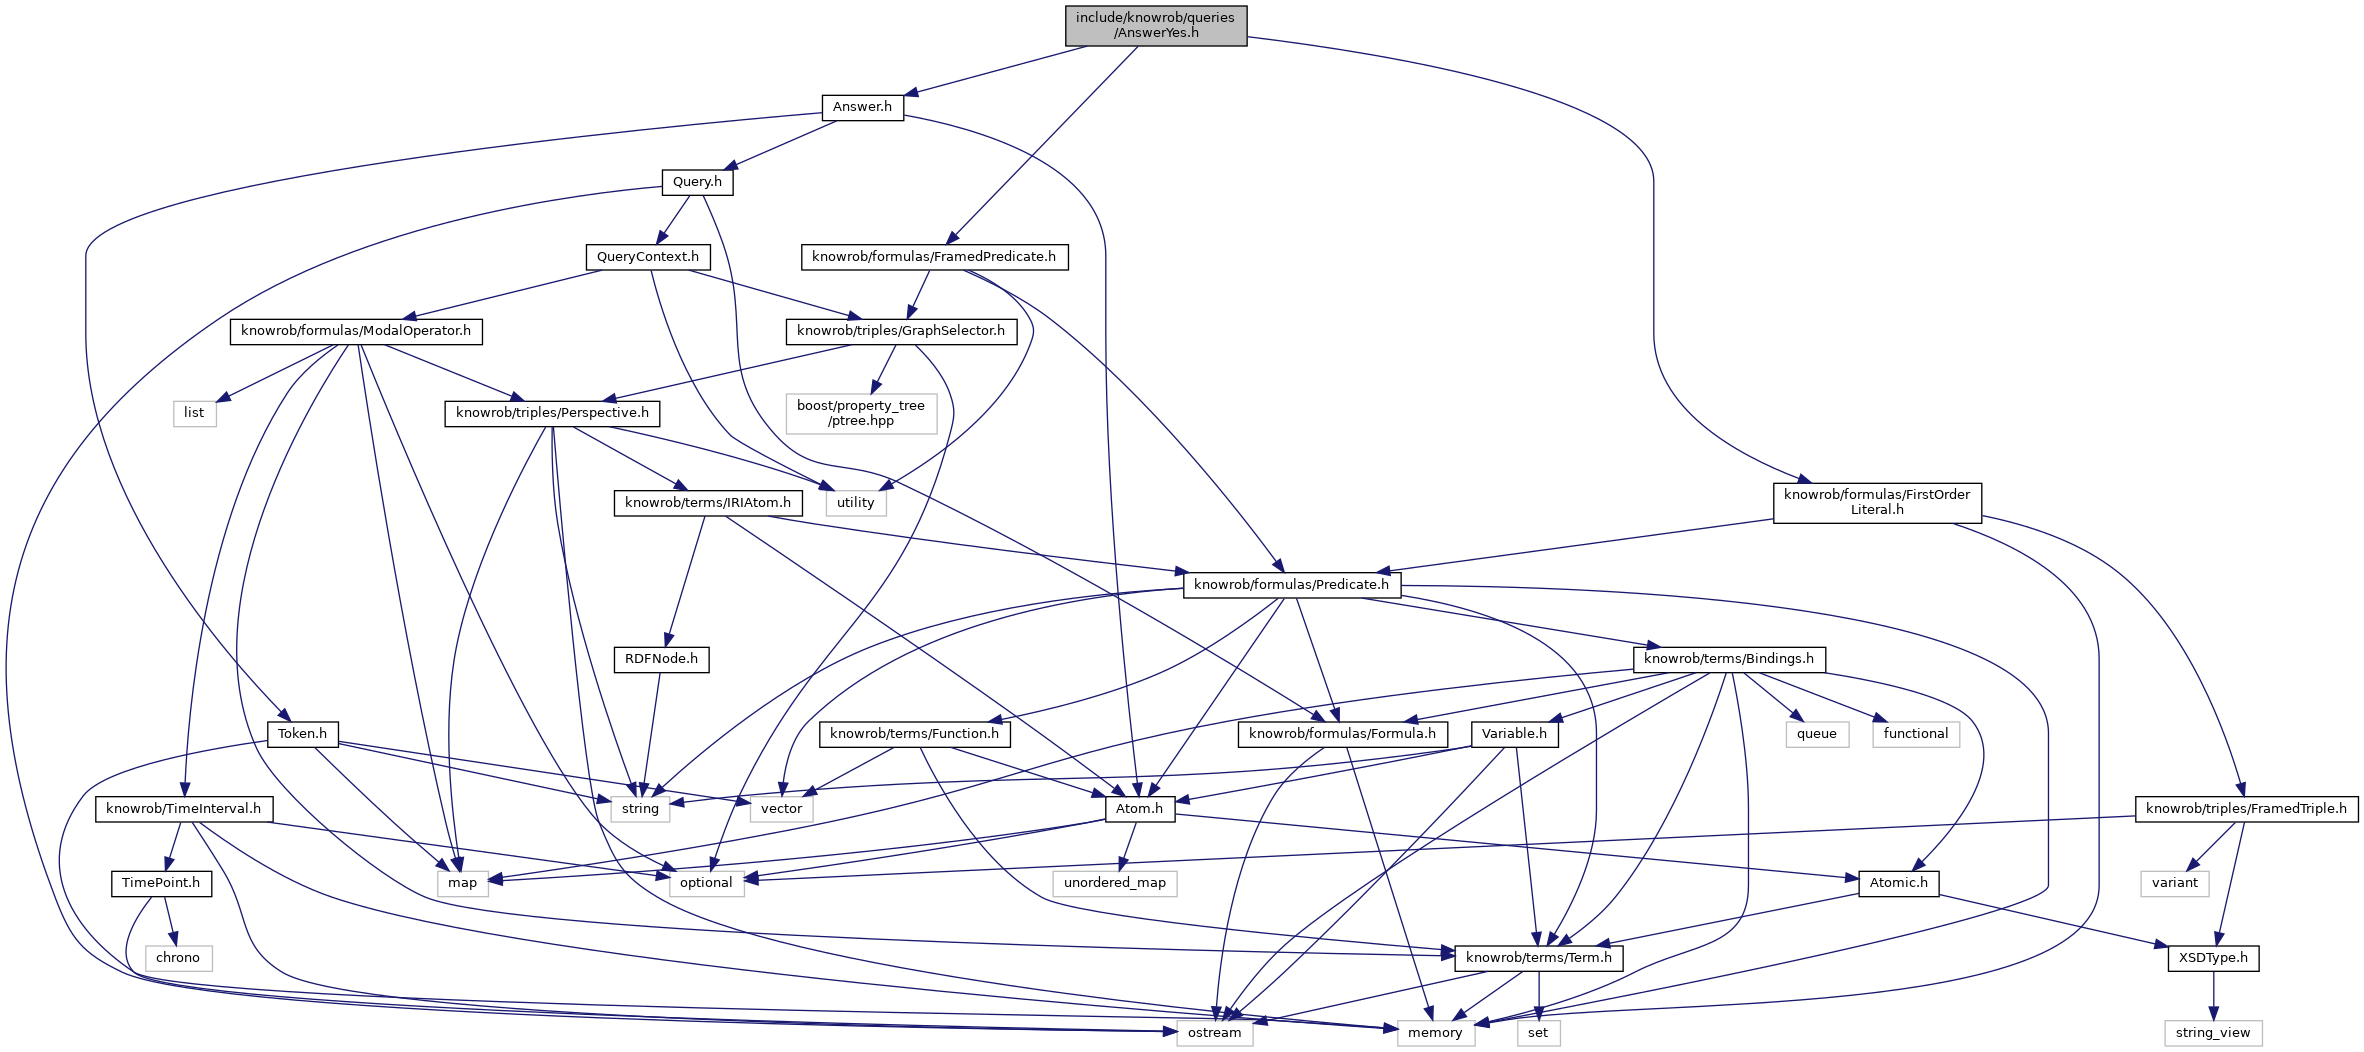 include/knowrob/queries
/AnswerYes.h
Answer.h
Query.h
QueryContext.h
knowrob/formulas/FramedPredicate.h
knowrob/formulas/ModalOperator.h
knowrob/triples/GraphSelector.h
list
knowrob/triples/Perspective.h
boost/property_tree
/ptree.hpp
knowrob/terms/IRIAtom.h
utility
knowrob/formulas/FirstOrder
Literal.h
knowrob/formulas/Predicate.h
RDFNode.h
knowrob/terms/Bindings.h
Token.h
knowrob/terms/Function.h
knowrob/formulas/Formula.h
Variable.h
queue
functional
knowrob/TimeInterval.h
string
vector
Atom.h
knowrob/triples/FramedTriple.h
TimePoint.h
map
optional
unordered_map
Atomic.h
variant
chrono
knowrob/terms/Term.h
XSDType.h
ostream
memory
set
string_view